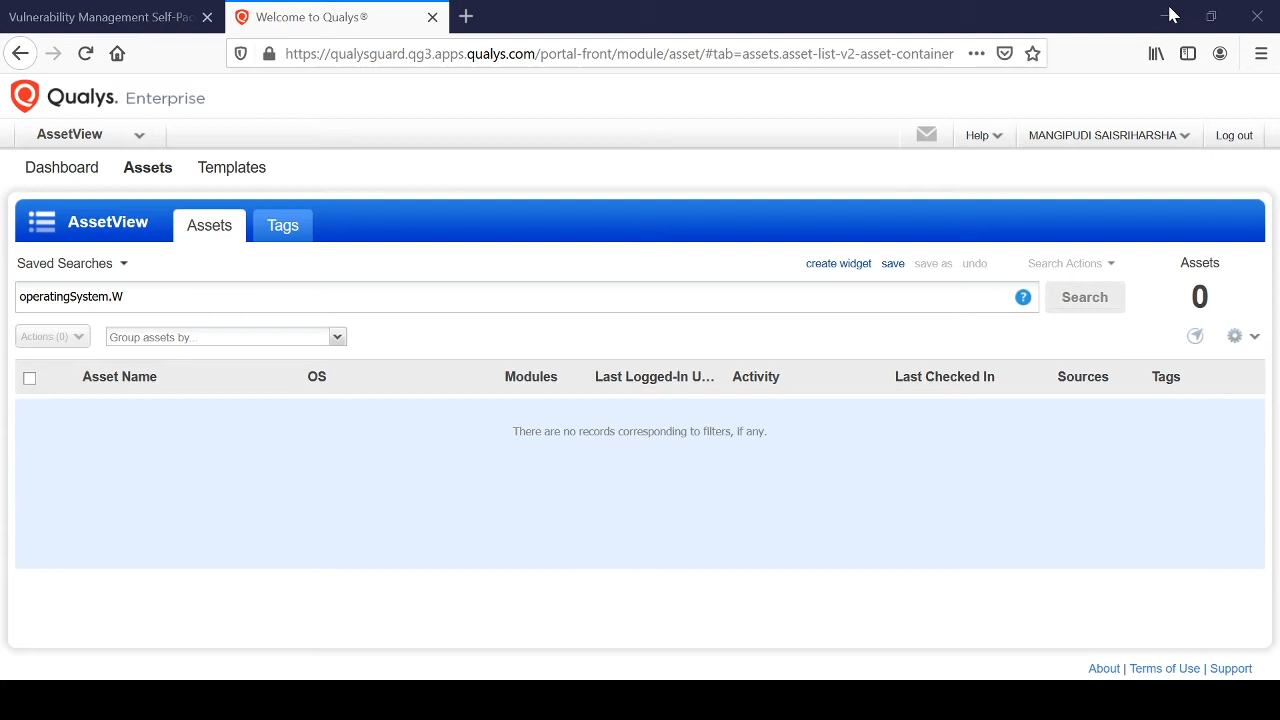 Vulnerability Management Self-Pac
Welcome to Qualys®
https://qualysguard.qg3.apps.qualys.com/portal-front/module/asset/#tab=assets.asset-list-v2-asset-container
Qualys. Enterprise
AssetView
Help
MANGIPUDI SAISRIHARSHA
Log out
Dashboard Assets Templates
AssetView Assets Tags
Saved Searches
create widget save save as undo Search Actions
Assets
operatingSystem.W
?
Search
0
Actions (0)
Group assets by...
Asset Name OS Modules Last Logged-In U... Activity Last Checked In Sources Tags
There are no records corresponding to filters, if any.
About | Terms of Use | Support